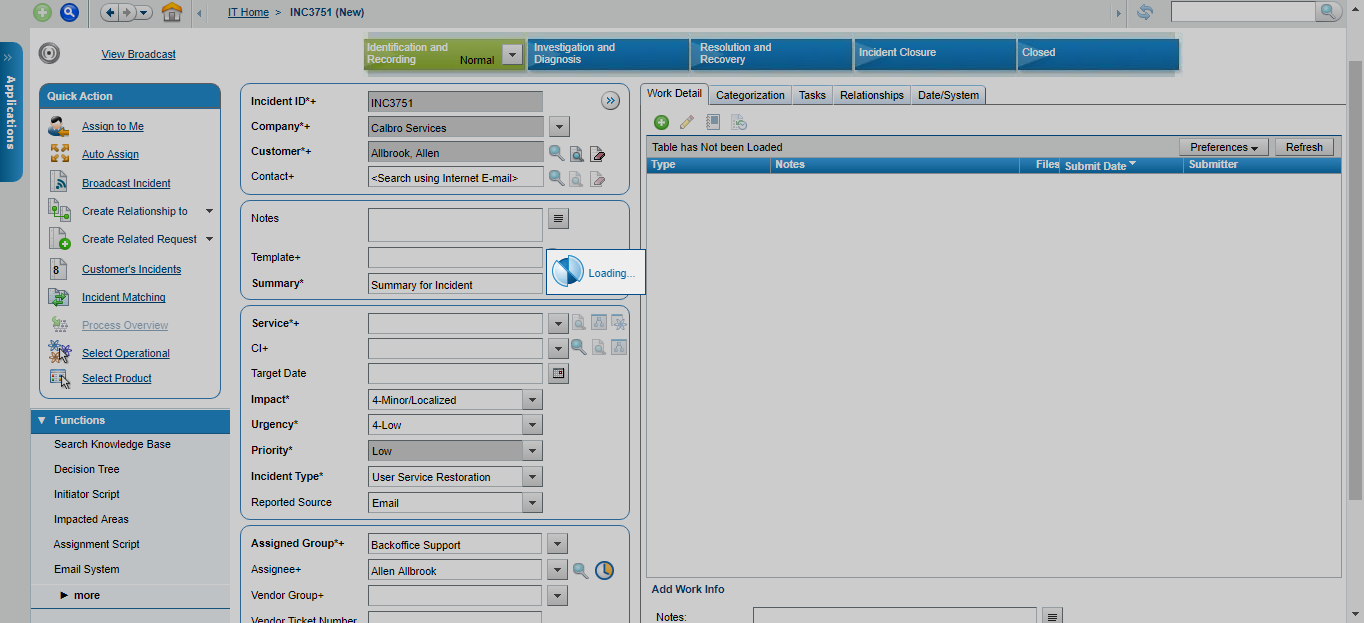 IT Home > INC3751 (New)
Applications
View Broadcast
Identification and
Recording
Normal
Investigation and
Diagnosis
Resolution and
Recovery
Incident Closure
Closed
Quick Action
Assign to Me
Auto Assign
Broadcast Incident
Create Relationship to
Create Related Request
8 Customer's Incidents
Incident Matching
Process Overview
Select Operational
Select Product
Functions
Search Knowledge Base
Decision Tree
Initiator Script
Impacted Areas
Assignment Script
Email System
more
Incident ID*+ INC3751
Company*+ Calbro Services
Customer*+ Allbrook, Allen
Contact+ <Search using Internet E-mail>
Notes
Template+
Summary* Summary for Incident
Loading...
Service*+
CI+
Target Date
Impact* 4-Minor/Localized
Urgency* 4-Low
Priority* Low
Incident Type* User Service Restoration
Reported Source Email
Assigned Group*+ Backoffice Support
Assignee+ Allen Allbrook
Vendor Group+
Vendor Ticket Number
Work Detail Categorization Tasks Relationships Date/System
Table has Not been Loaded Preferences Refresh
Type Notes Files Submit Date Submitter
Add Work Info
Notes: